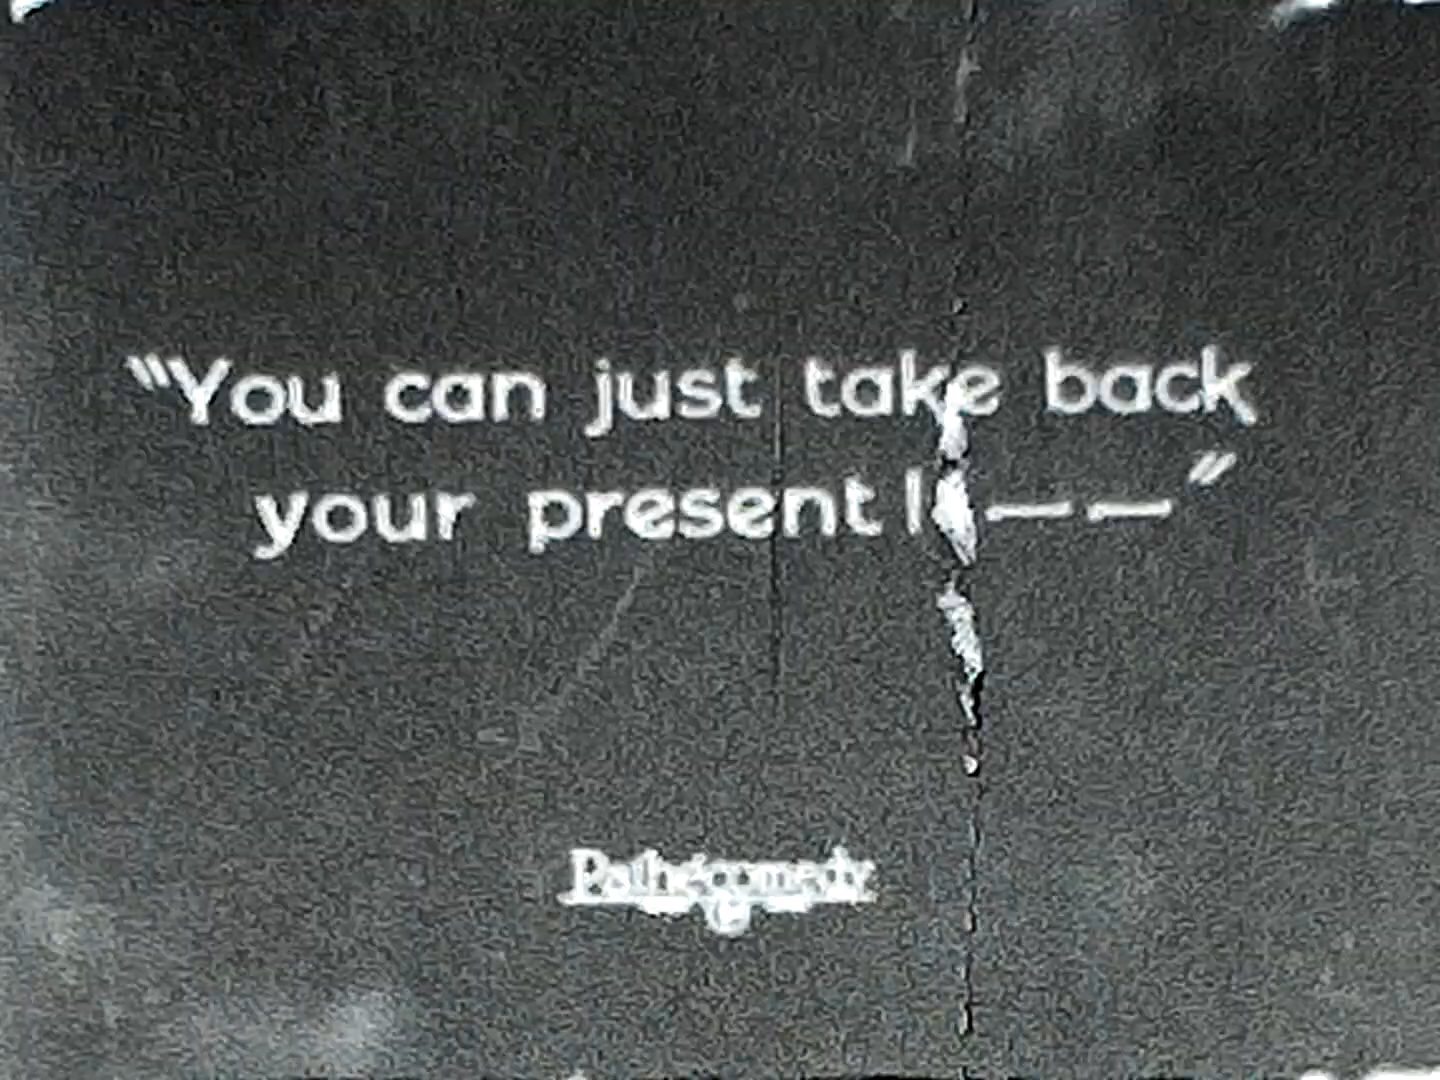 “You can just take back
your present I — —”
Pathécomedy